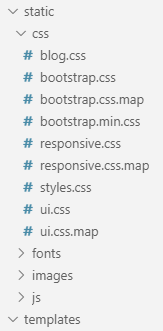 static
css
# blog.css
# bootstrap.css
# bootstrap.css.map
# bootstrap.min.css
# responsive.css
# responsive.css.map
# styles.css
# ui.css
# ui.css.map
fonts
images
js
templates